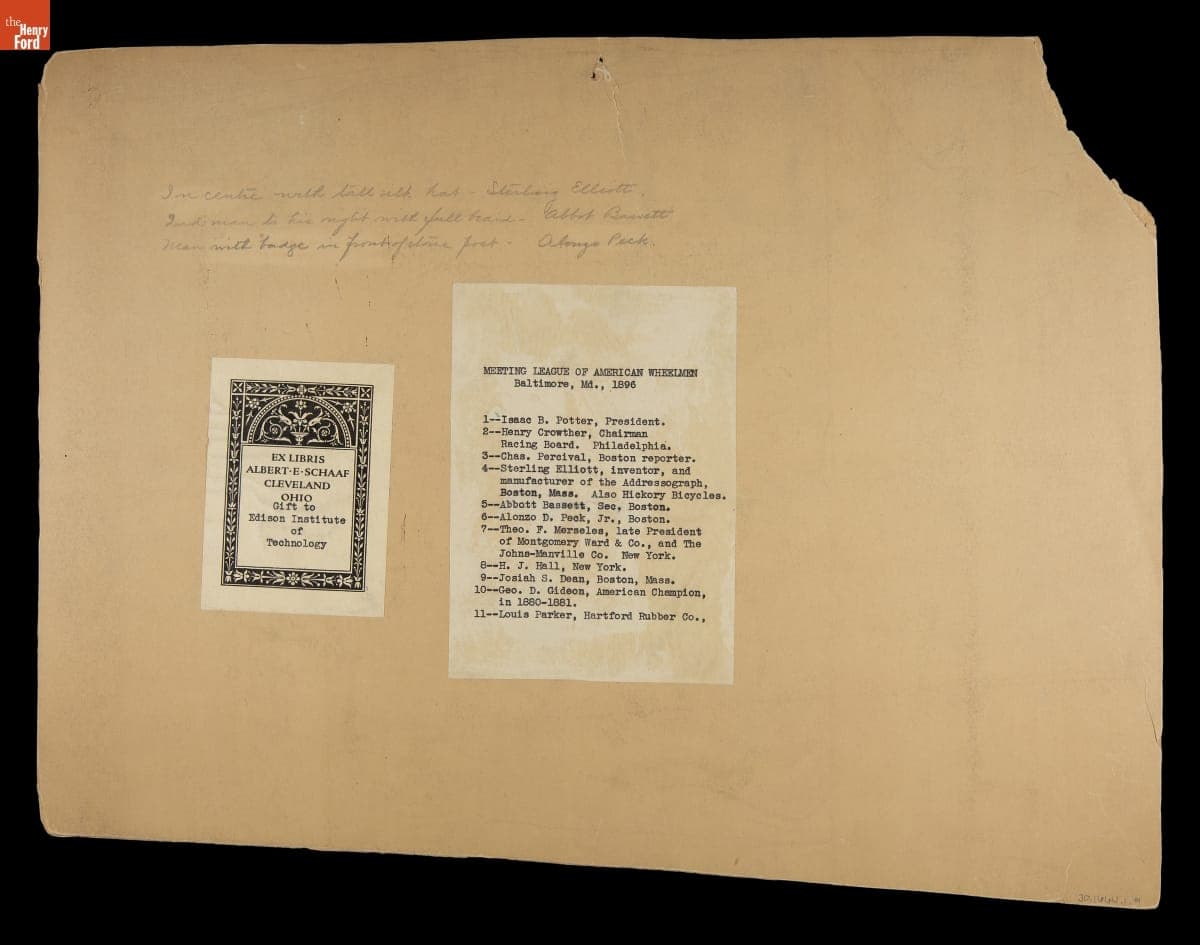 the
Henry
Ford
In centre with tall silk hat - Sterling Elliott.
man to his right with full beard - Abbot Bassett
Man with badge in front of stone post - Alonzo Peck.
EX LIBRIS
ALBERT·E·SCHAAF
CLEVELAND
OHIO
Gift to
Edison Institute
of
Technology
MEETING LEAGUE OF AMERICAN WHEELMEN
Baltimore, Md., 1896
1--Isaac B. Potter, President.
2--Henry Crowther, Chairman
Racing Board. Philadelphia.
3--Chas. Percival, Boston reporter.
4--Sterling Elliott, inventor, and
manufacturer of the Addressograph,
Boston, Mass. Also Hickory Bicycles.
5--Abbott Bassett, Sec, Boston.
6--Alonzo D. Peck, Jr., Boston.
7--Theo. F. Merseles, late President
of Montgomery Ward & Co., and The
Johns-Manville Co. New York.
8--H. J. Hall, New York.
9--Josiah S. Dean, Boston, Mass.
10--Geo. D. Gideon, American Champion,
in 1880-1881.
11--Louis Parker, Hartford Rubber Co.,